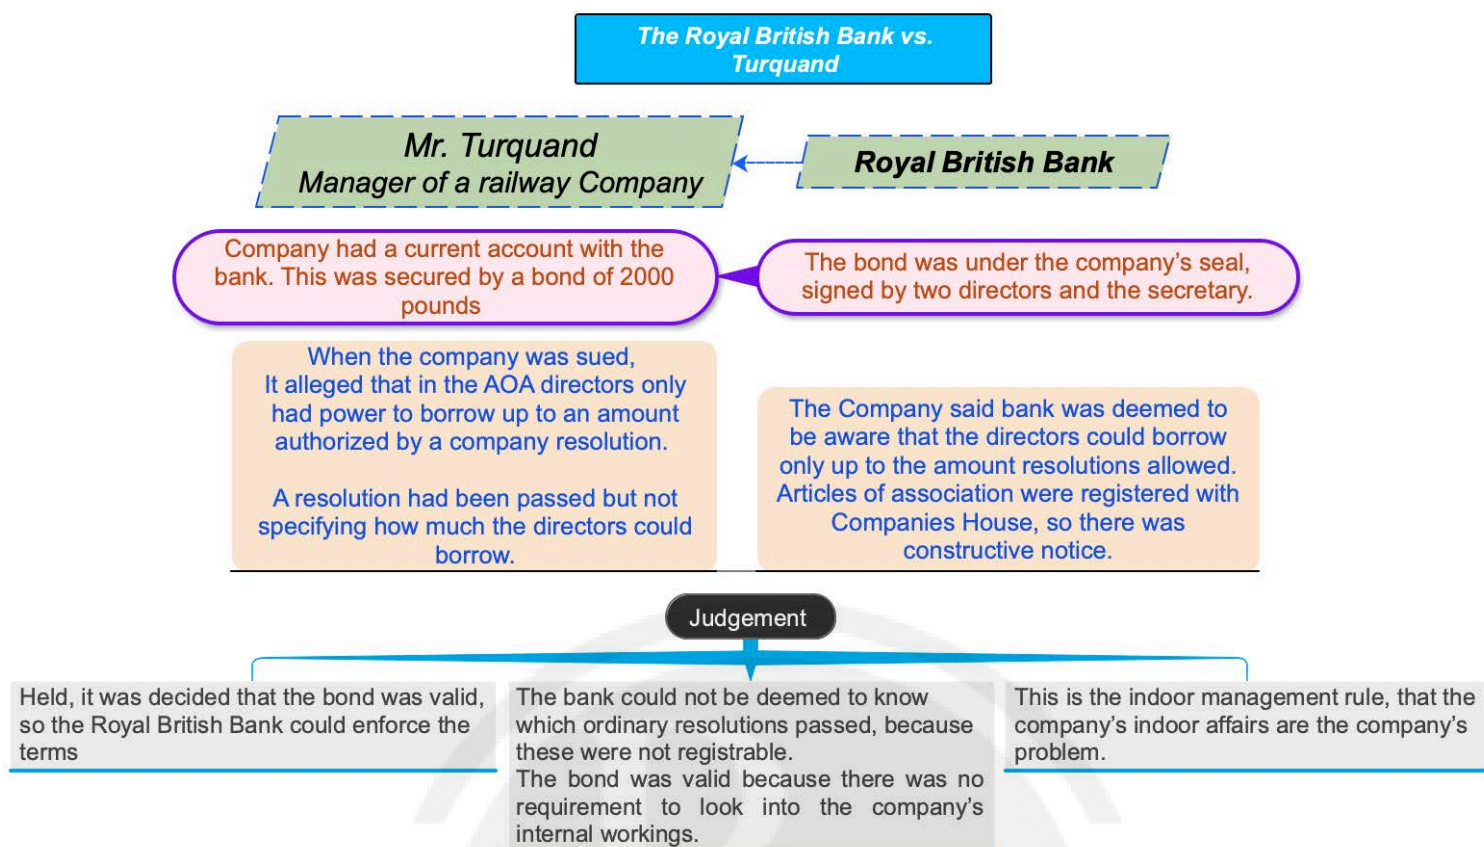 The Royal British Bank vs.
Turquand
Mr. Turquand
Manager of a railway Company
Royal British Bank
Company had a current account with the
bank. This was secured by a bond of 2000
pounds
The bond was under the company's seal,
signed by two directors and the secretary.
When the company was sued,
It alleged that in the AOA directors only
had power to borrow up to an amount
authorized by a company resolution.
A resolution had been passed but not
specifying how much the directors could
borrow.
The Company said bank was deemed to
be aware that the directors could borrow
only up to the amount resolutions allowed.
Articles of association were registered with
Companies House, so there was
constructive notice.
Judgement
Held, it was decided that the bond was valid,
so the Royal British Bank could enforce the
terms
The bank could not be deemed to know
which ordinary resolutions passed, because
these were not registrable.
The bond was valid because there was no
requirement to look into the company's
internal workings.
This is the indoor management rule, that the
company's indoor affairs are the company's
problem.